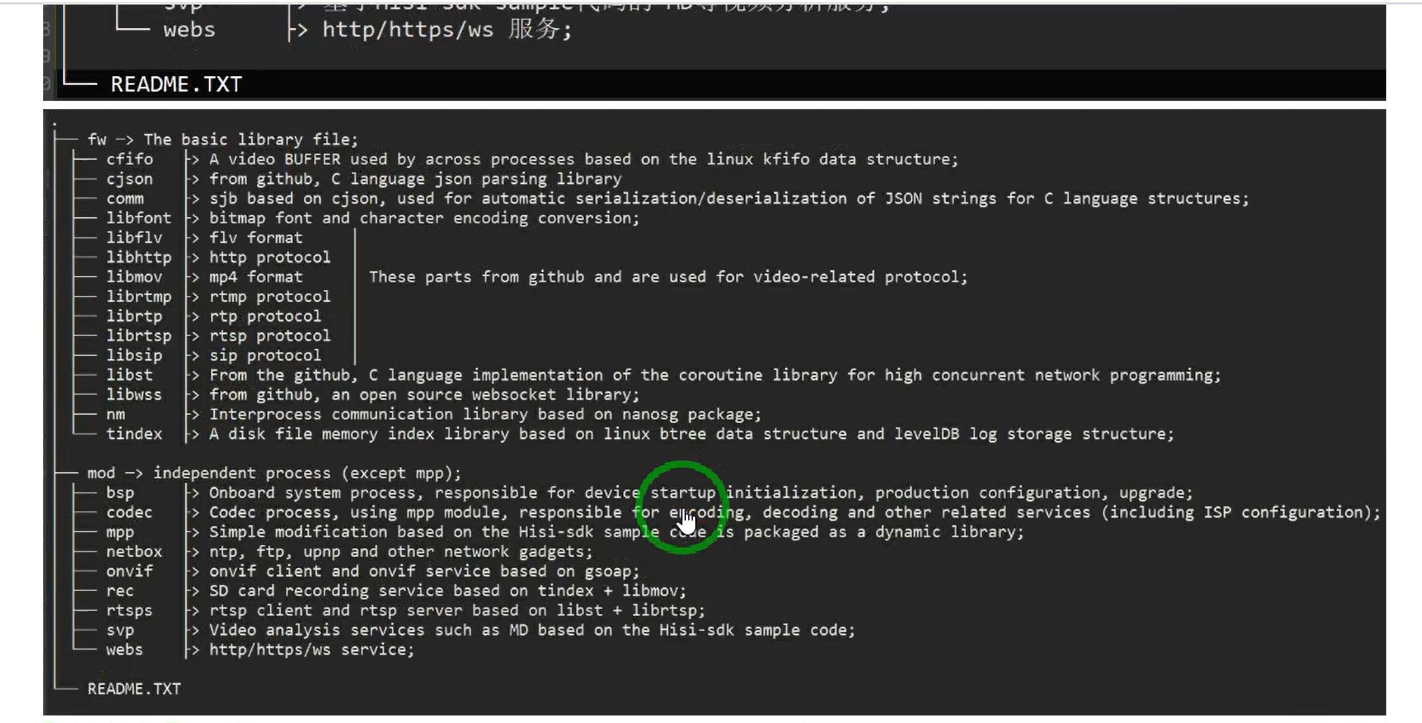 └── webs ├> http/https/ws 服务;
└── README.TXT
.
├── fw -> The basic library file;
├── cfifo ├> A video BUFFER used by across processes based on the linux kfifo data structure;
├── cjson ├> from github, C language json parsing library
├── comm ├> sjb based on cjson, used for automatic serialization/deserialization of JSON strings for C language structures;
├── libfont ├> bitmap font and character encoding conversion;
├── libflv ├> flv format │
├── libhttp ├> http protocol │
├── libmov ├> mp4 format │ These parts from github and are used for video-related protocol;
├── librtmp ├> rtmp protocol │
├── librtp ├> rtp protocol │
├── librtsp ├> rtsp protocol │
├── libsip ├> sip protocol │
├── libst ├> From the github, C language implementation of the coroutine library for high concurrent network programming;
├── libwss ├> from github, an open source websocket library;
├── nm ├> Interprocess communication library based on nanosg package;
└── tindex ├> A disk file memory index library based on linux btree data structure and levelDB log storage structure;
├── mod -> independent process (except mpp);
├── bsp ├> Onboard system process, responsible for device startup initialization, production configuration, upgrade;
├── codec ├> Codec process, using mpp module, responsible for encoding, decoding and other related services (including ISP configuration);
├── mpp ├> Simple modification based on the Hisi-sdk sample code is packaged as a dynamic library;
├── netbox ├> ntp, ftp, upnp and other network gadgets;
├── onvif ├> onvif client and onvif service based on gsoap;
├── rec ├> SD card recording service based on tindex + libmov;
├── rtsps ├> rtsp client and rtsp server based on libst + librtsp;
├── svp ├> Video analysis services such as MD based on the Hisi-sdk sample code;
└── webs ├> http/https/ws service;
└── README.TXT